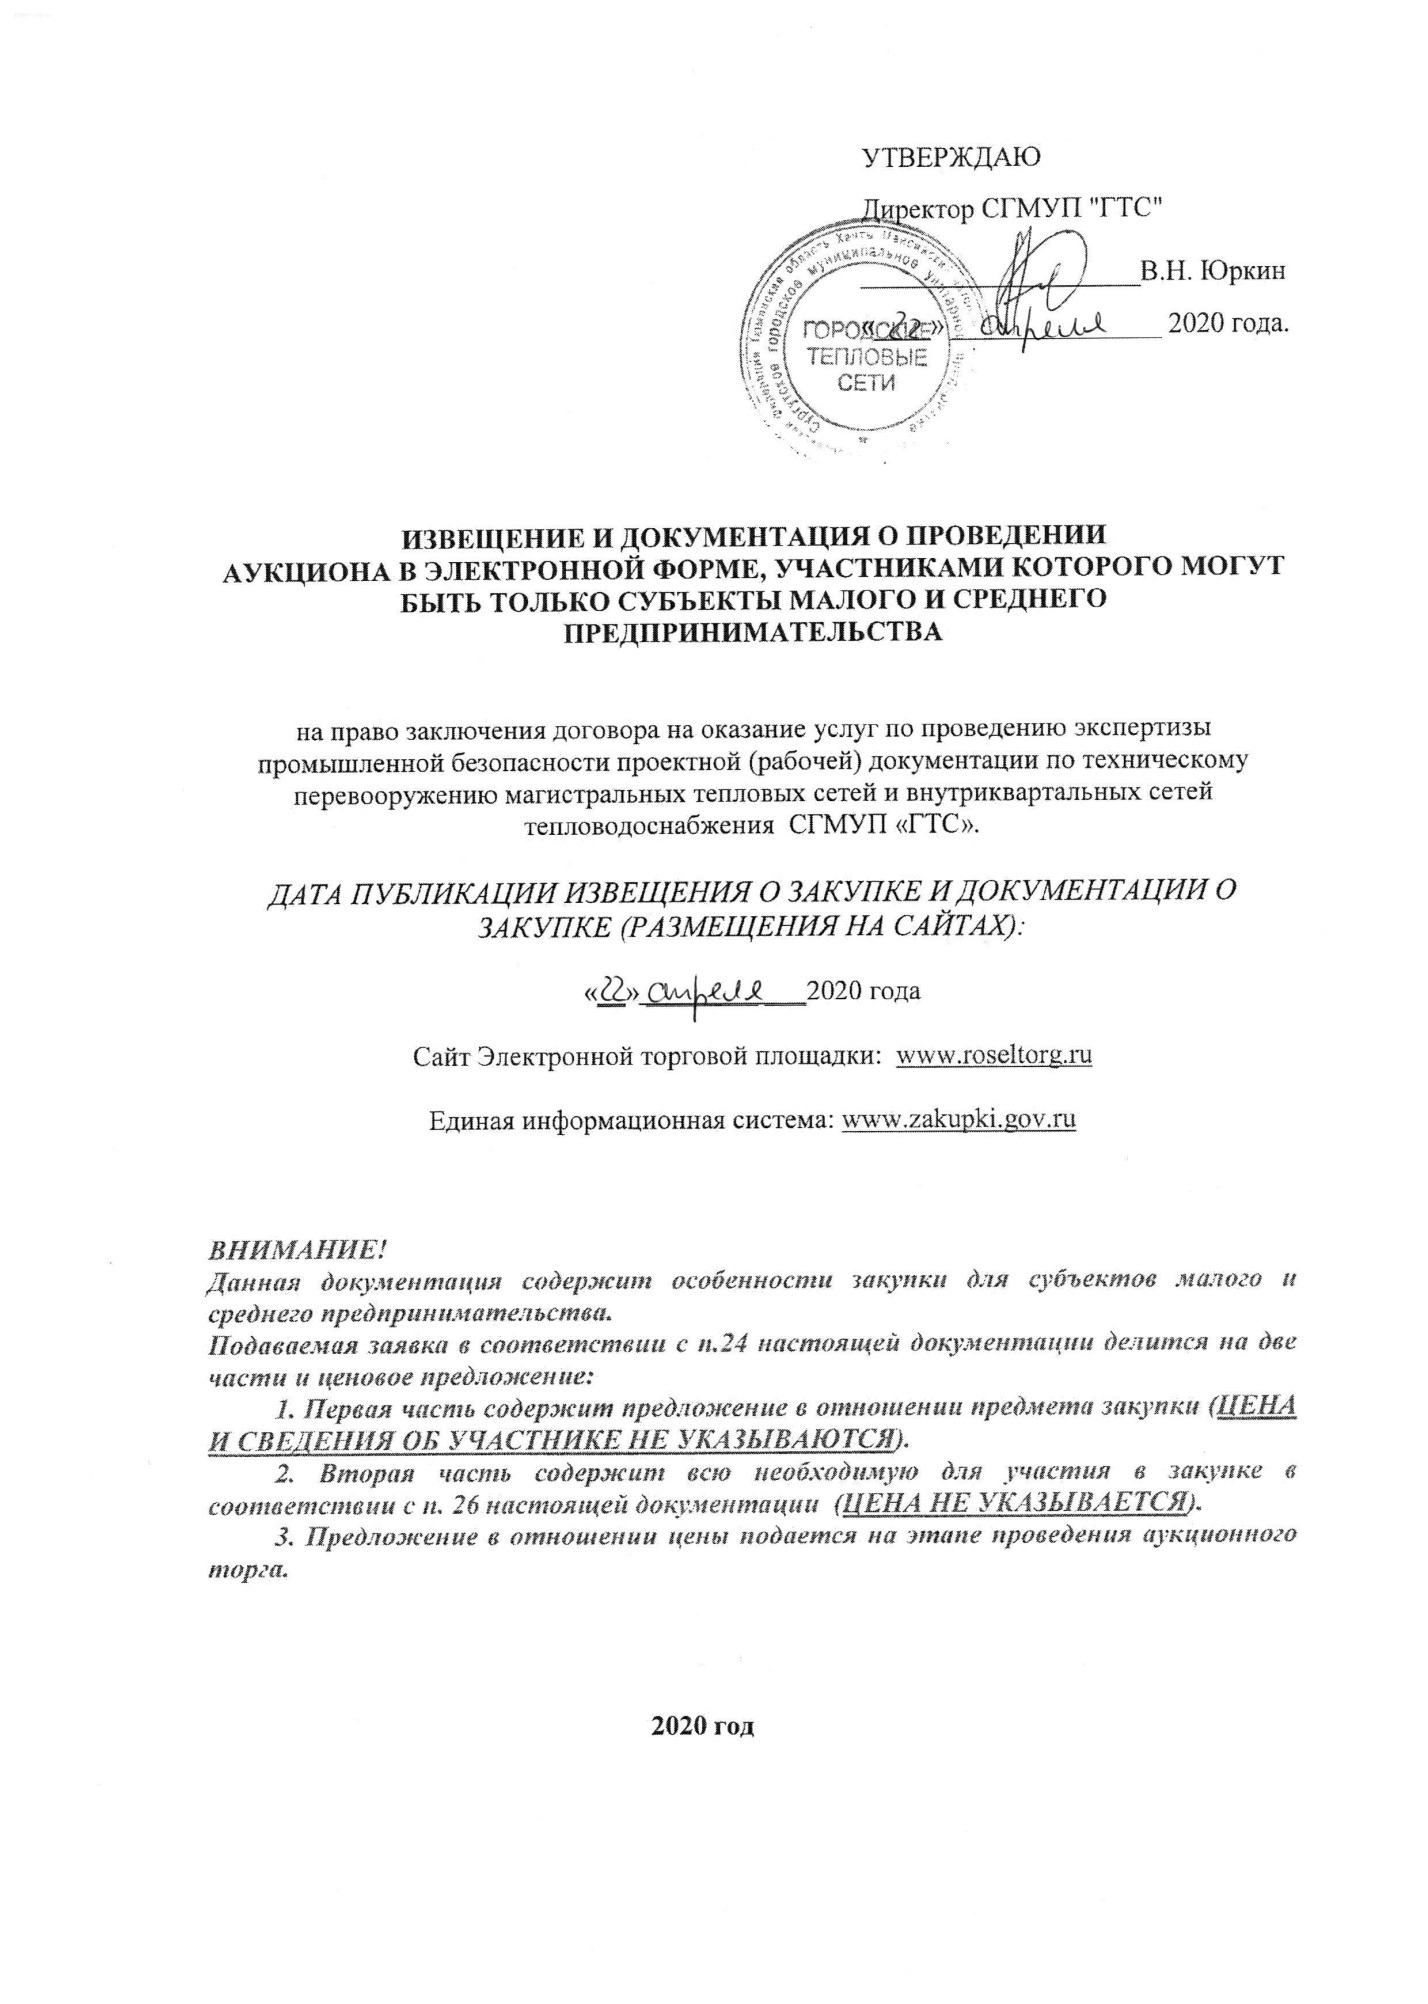 УТВЕРЖДАЮ
Директор СГМУП "ГТС"
В.Н. Юркин
«22» апреля 2020 года.
Сургутское городское муниципальное унитарное
ГОРОДСКИЕ
ТЕПЛОВЫЕ
СЕТИ
ИЗВЕЩЕНИЕ И ДОКУМЕНТАЦИЯ О ПРОВЕДЕНИИ
АУКЦИОНА В ЭЛЕКТРОННОЙ ФОРМЕ, УЧАСТНИКАМИ КОТОРОГО МОГУТ
БЫТЬ ТОЛЬКО СУБЪЕКТЫ МАЛОГО И СРЕДНЕГО
ПРЕДПРИНИМАТЕЛЬСТВА
на право заключения договора на оказание услуг по проведению экспертизы
промышленной безопасности проектной (рабочей) документации по техническому
перевооружению магистральных тепловых сетей и внутриквартальных сетей
тепловодоснабжения СГМУП «ГТС».
ДАТА ПУБЛИКАЦИИ ИЗВЕЩЕНИЯ О ЗАКУПКЕ И ДОКУМЕНТАЦИИ О
ЗАКУПКЕ (РАЗМЕЩЕНИЯ НА САЙТАХ):
«22» апреля 2020 года
Сайт Электронной торговой площадки: www.roseltorg.ru
Единая информационная система: www.zakupki.gov.ru
ВНИМАНИЕ!
Данная документация содержит особенности закупки для субъектов малого и
среднего предпринимательства.
Подаваемая заявка в соответствии с п.24 настоящей документации делится на две
части и ценовое предложение:
1. Первая часть содержит предложение в отношении предмета закупки (ЦЕНА
И СВЕДЕНИЯ ОБ УЧАСТНИКЕ НЕ УКАЗЫВАЮТСЯ).
2. Вторая часть содержит всю необходимую для участия в закупке в
соответствии с п. 26 настоящей документации (ЦЕНА НЕ УКАЗЫВАЕТСЯ).
3. Предложение в отношении цены подается на этапе проведения аукционного
торга.
2020 год